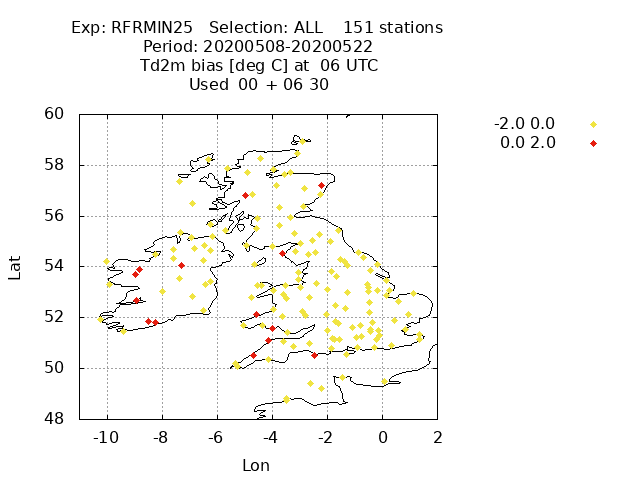 Exp: RFRMIN25 Selection: ALL 151 stations
Period: 20200508-20200522
Td2m bias [deg C] at 06 UTC
Used 00 + 06 30
-2.0 0.0
0.0 2.0
60
58
56
54
52
50
48
Lat
-10 -8 -6 -4 -2 0 2
Lon